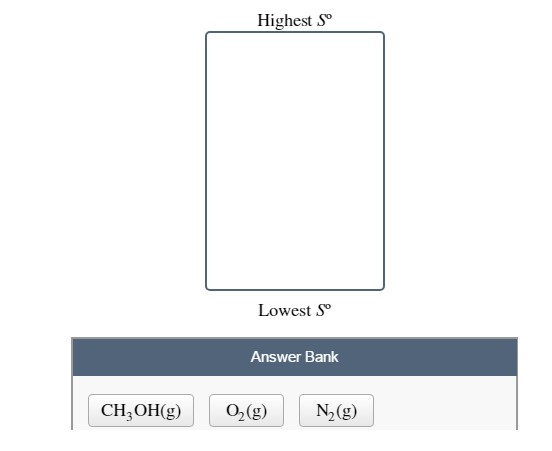 Highest S°
Lowest S°
Answer Bank
CH₃OH(g) O₂(g) N₂(g)